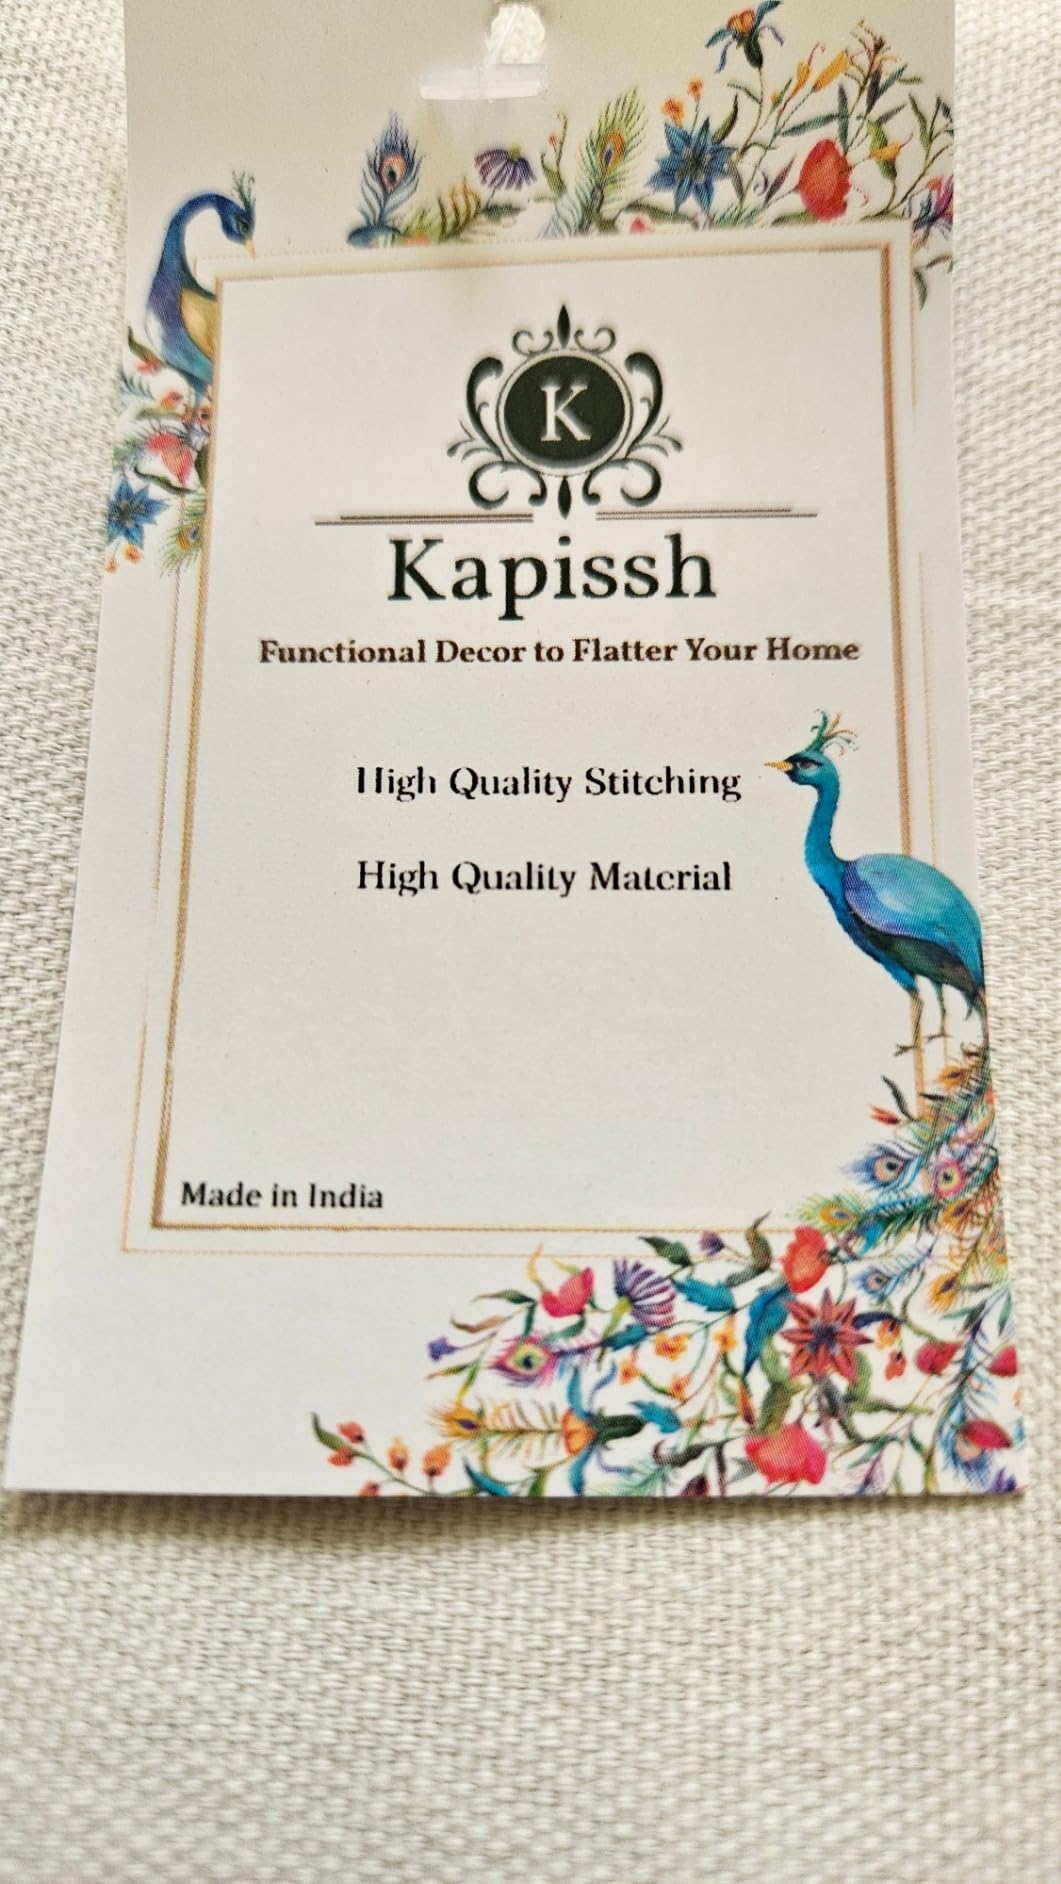 K
Kapissh
Functional Decor to Flatter Your Home
High Quality Stitching
High Quality Material
Made in India